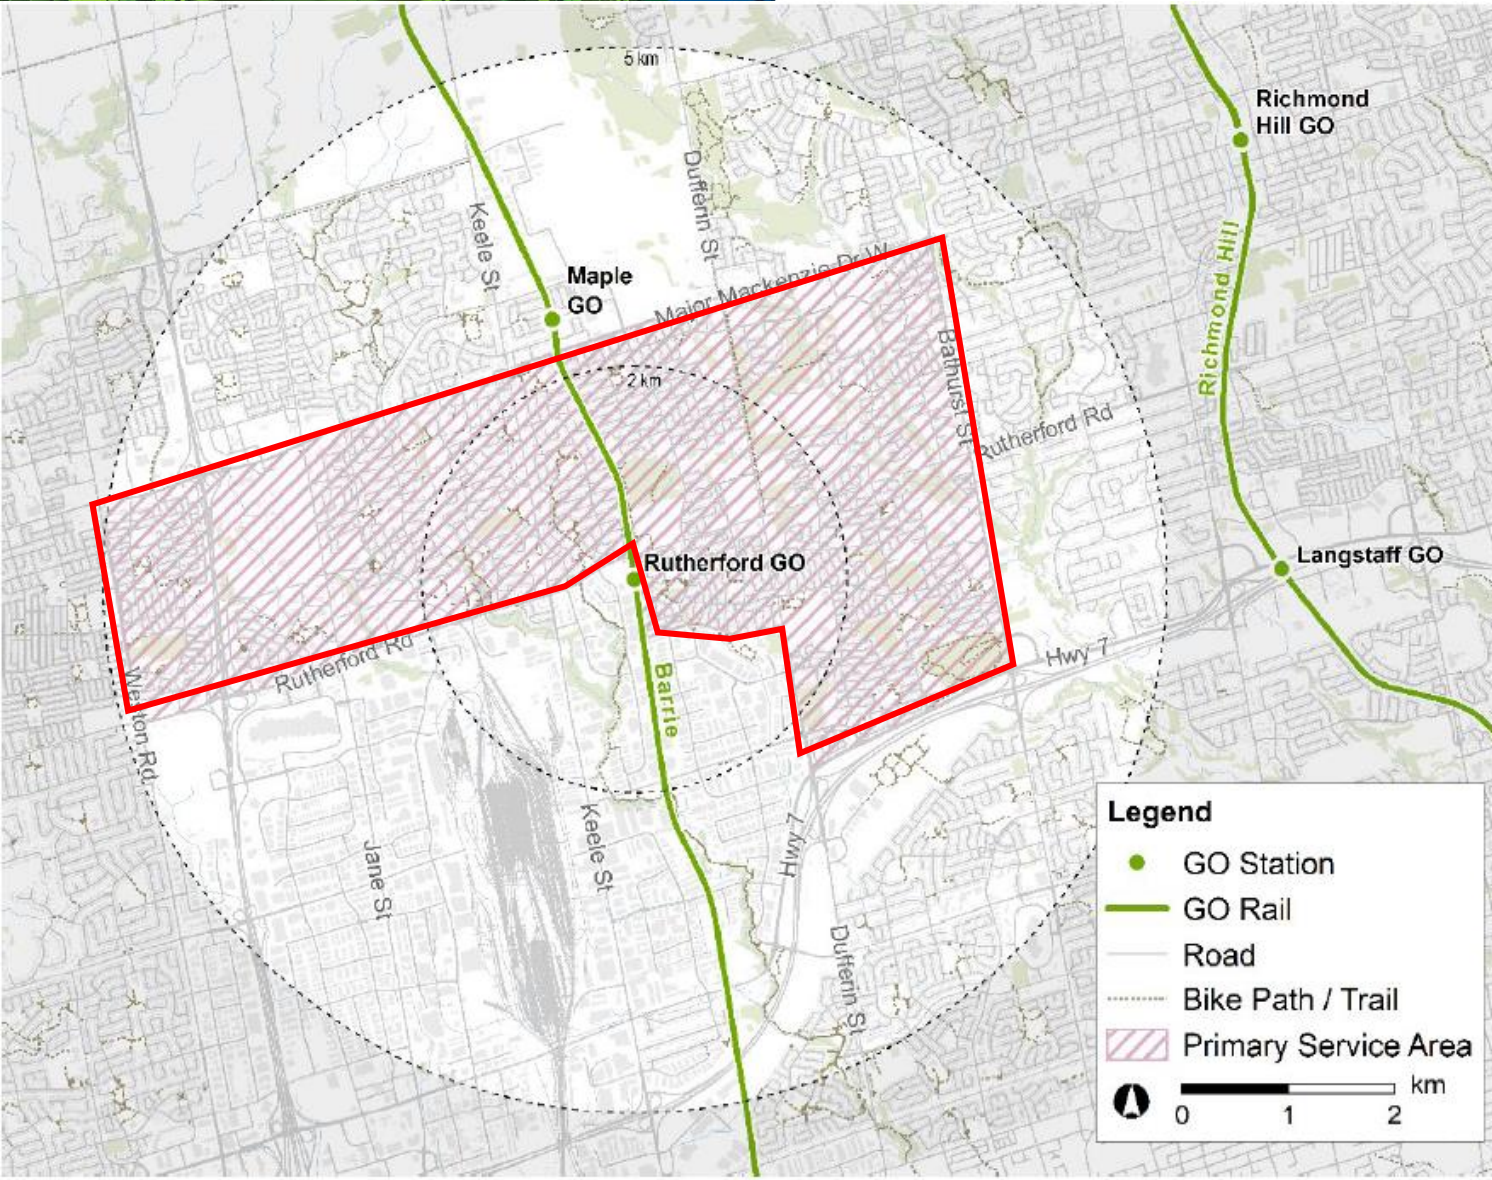 5 km
Richmond
Hill GO
Dufferin St
Keele St
Richmond Hill
Maple
GO
Major Mackenzie Dr W
Bathurst St
2 km
Rutherford Rd
Rutherford GO
Langstaff GO
Rutherford Rd
Hwy 7
Weston Rd
Barrie
Keele St
Jane St
Hwy 7
Dufferin St
Legend
GO Station
GO Rail
Road
Bike Path / Trail
Primary Service Area
km
0 1 2